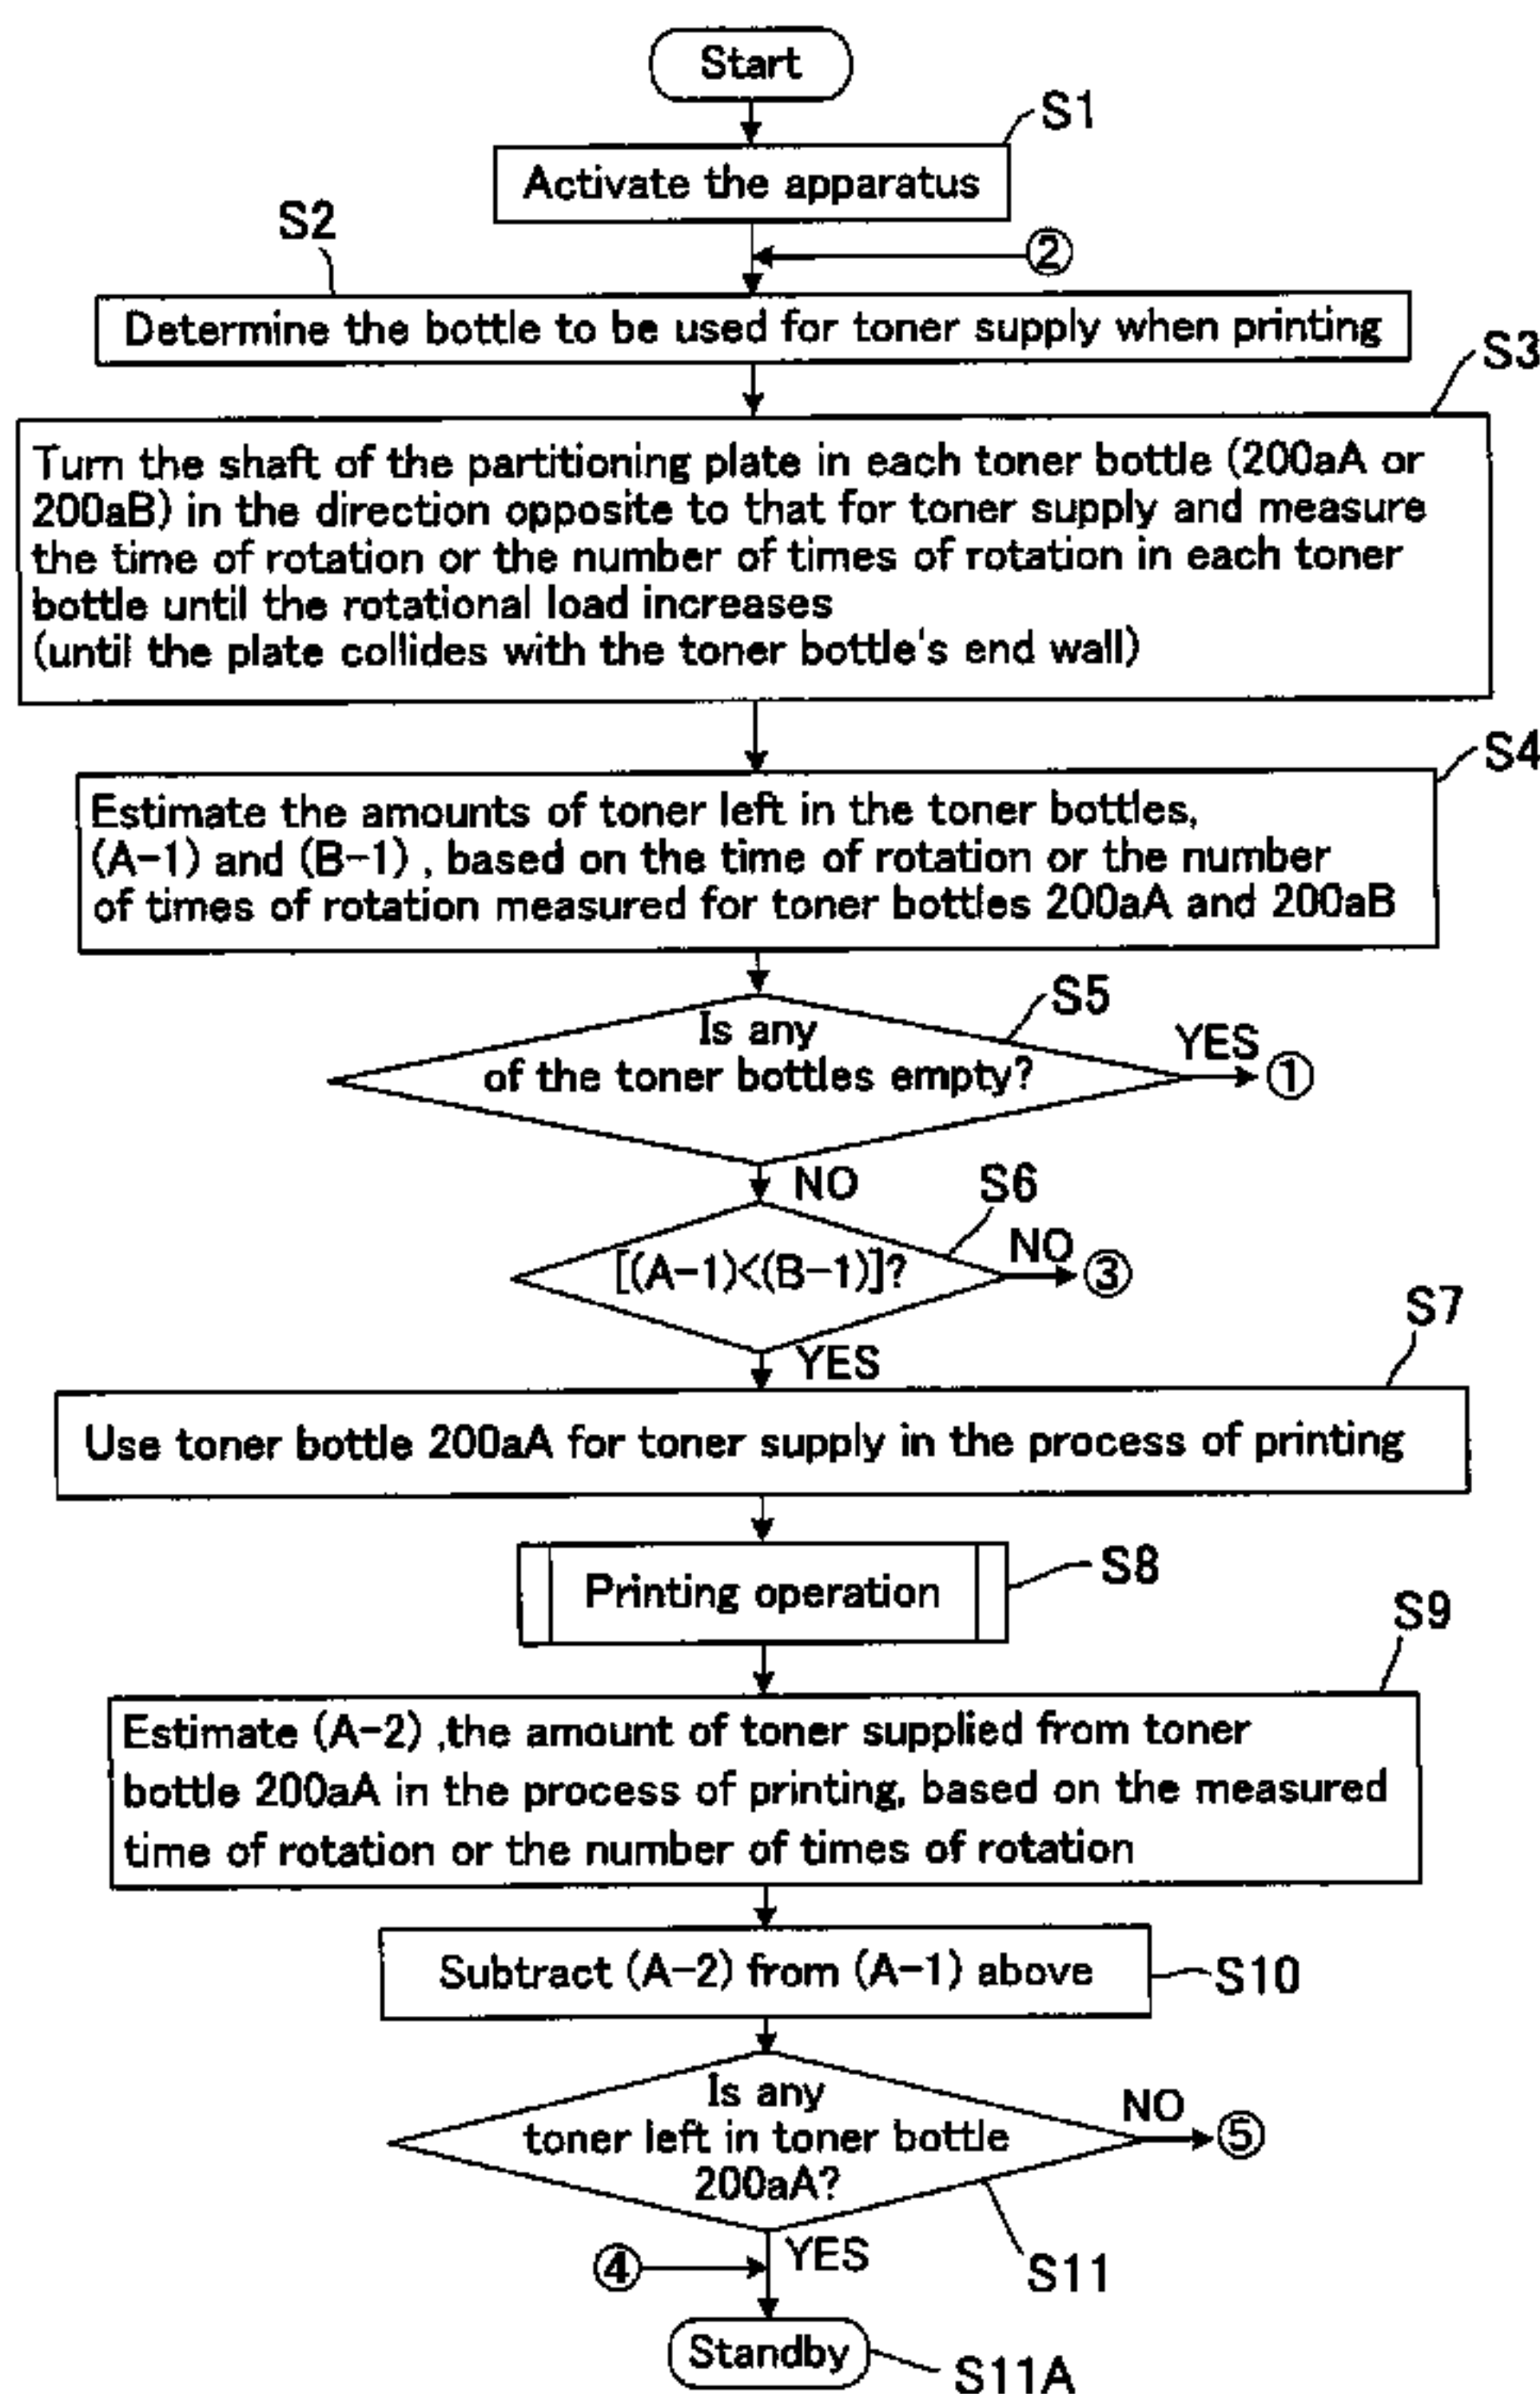 Start
S1
Activate the apparatus
S2
②
Determine the bottle to be used for toner supply when printing
S3
Turn the shaft of the partitioning plate in each toner bottle (200aA or
200aB) in the direction opposite to that for toner supply and measure
the time of rotation or the number of times of rotation in each toner
bottle until the rotational load increases
(until the plate collides with the toner bottle's end wall)
S4
Estimate the amounts of toner left in the toner bottles,
(A-1) and (B-1) , based on the time of rotation or the number
of times of rotation measured for toner bottles 200aA and 200aB
S5
Is any
of the toner bottles empty?
YES
①
NO
S6
[(A-1)<(B-1)]?
NO
③
YES
S7
Use toner bottle 200aA for toner supply in the process of printing
Printing operation
S8
S9
Estimate (A-2) ,the amount of toner supplied from toner
bottle 200aA in the process of printing, based on the measured
time of rotation or the number of times of rotation
Subtract (A-2) from (A-1) above
S10
Is any
toner left in toner bottle
200aA?
NO
⑤
S11
④
YES
Standby
S11A